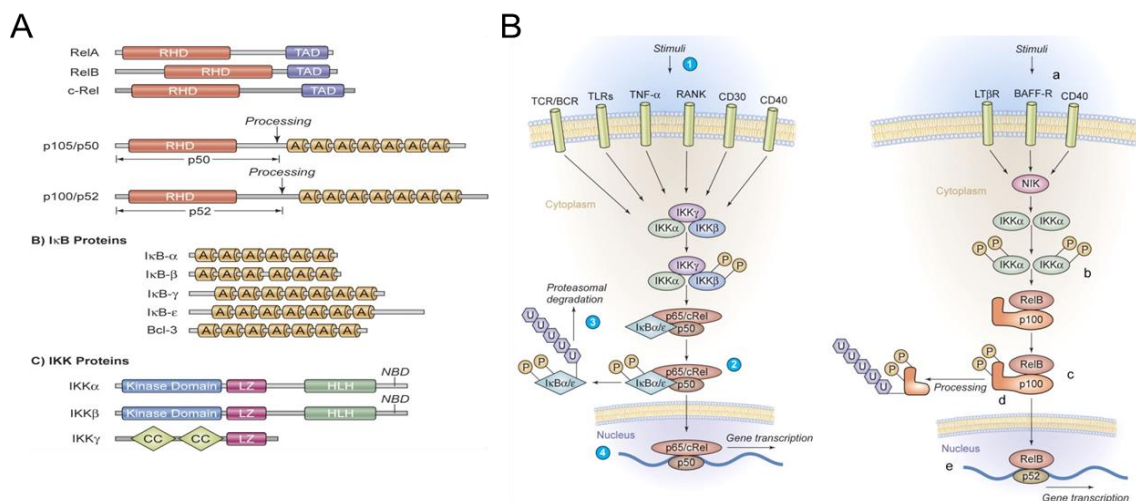 A
RelA
RHD
TAD
RelB
RHD
TAD
c-Rel
RHD
TAD
Processing
p105/p50
RHD
A A A A A A A
p50
Processing
p100/p52
RHD
A A A A A A A
p52
B) IκB Proteins
IκB-α
A A A A A A
IκB-β
A A A A A A
IκB-γ
A A A A A A A
IκB-ε
A A A A A A
Bcl-3
A A A A A A A
C) IKK Proteins
NBD
IKKα
Kinase Domain
LZ
HLH
NBD
IKKβ
Kinase Domain
LZ
HLH
IKKγ
CC
CC
LZ
B
Stimuli
1
TCR/BCR
TLRs
TNF-α
RANK
CD30
CD40
Cytoplasm
IKKγ
IKKα
IKKβ
IKKγ
P
P
IKKα
IKKβ
Proteasomal
degradation
3
U
U
U
U
U
p65/cRel
IκBα/ε
p50
P
P
IκBα/ε
P
P
p65/cRel
IκBα/ε
p50
2
Nucleus
4
p65/cRel
p50
Gene transcription
Stimuli
a
LTβR
BAFF-R
CD40
NIK
Cytoplasm
IKKα
IKKα
P
P
P
P
IKKα
IKKα
b
RelB
p100
U
U
U
U
U
P
Processing
P
RelB
p100
c
d
Nucleus
e
RelB
p52
Gene transcription